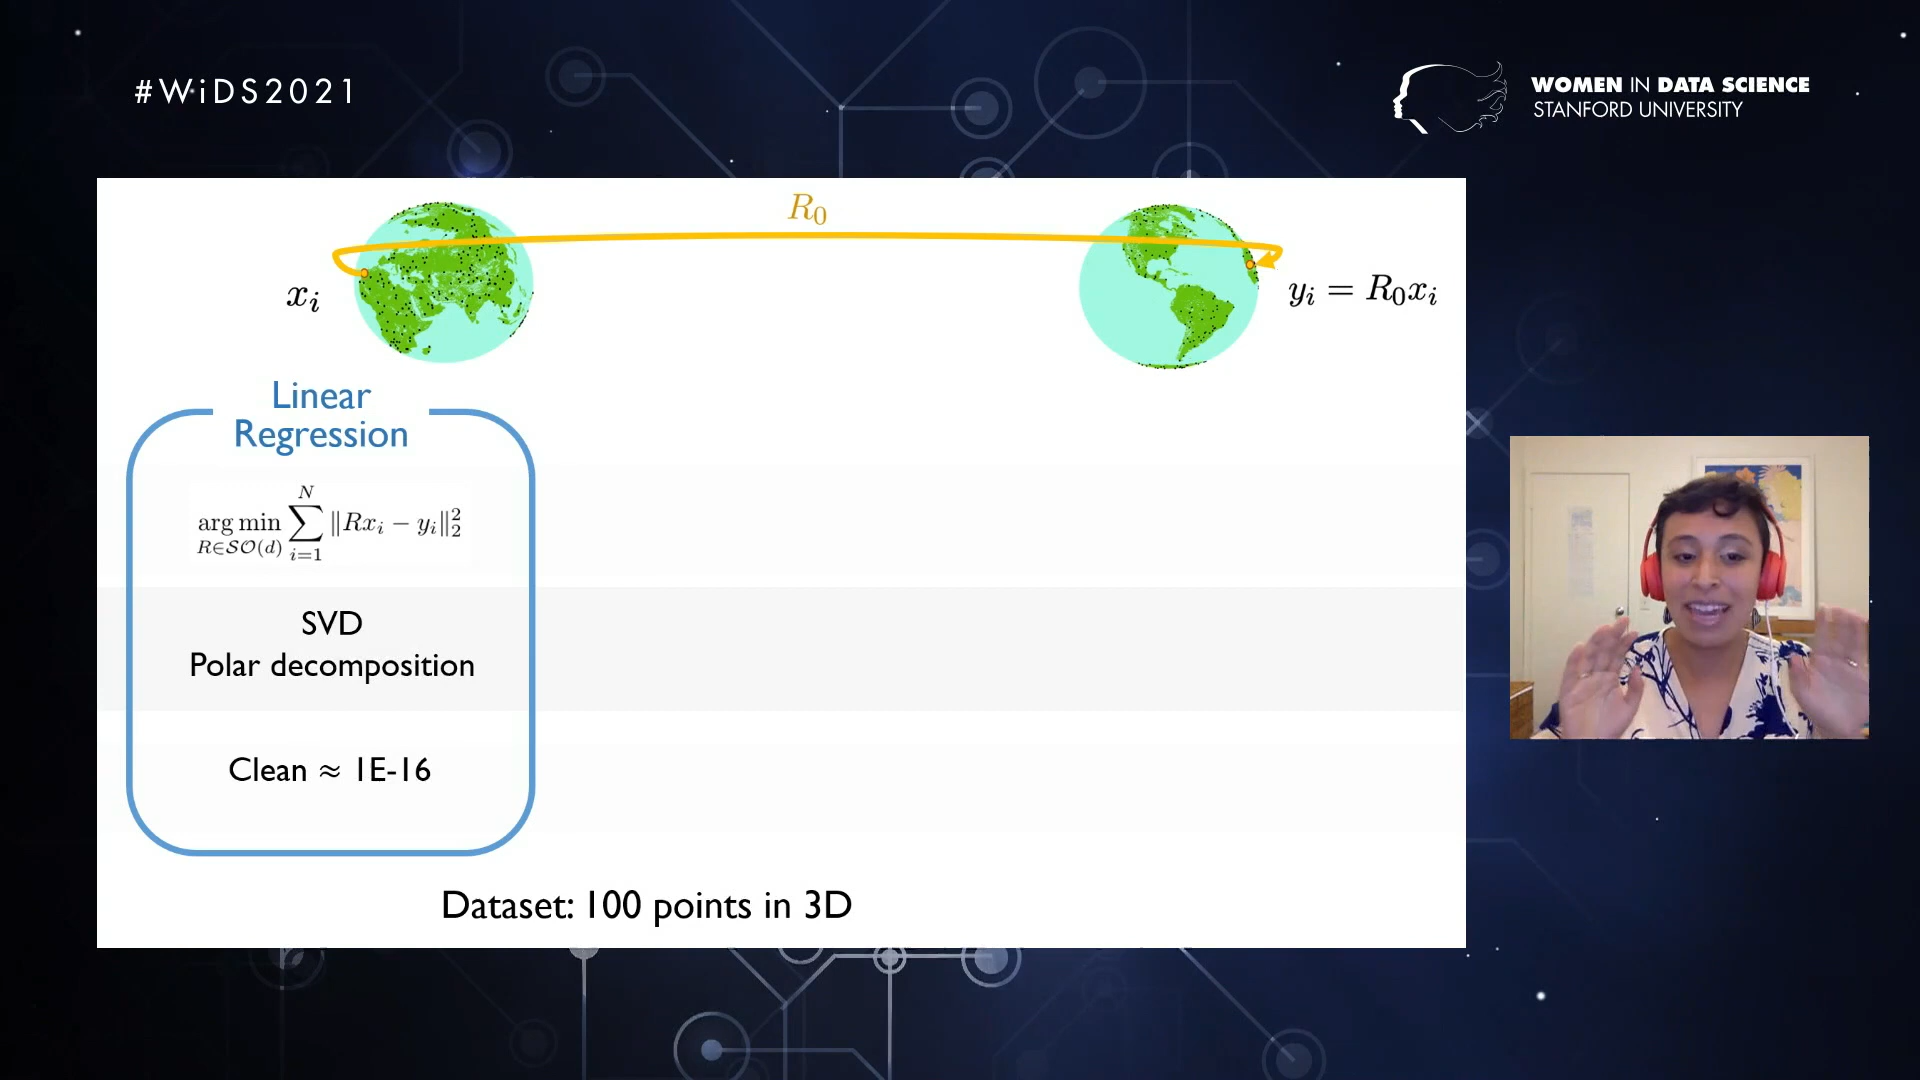 #WiDS2021
WOMEN IN DATA SCIENCE
STANFORD UNIVERSITY
R₀
xᵢ
yᵢ = R₀xᵢ
Linear
Regression
arg min_{R∈𝒮𝒪(d)} ∑_{i=1}^{N} ‖Rxᵢ − yᵢ‖₂²
SVD
Polar decomposition
Clean ≈ 1E-16
Dataset: 100 points in 3D